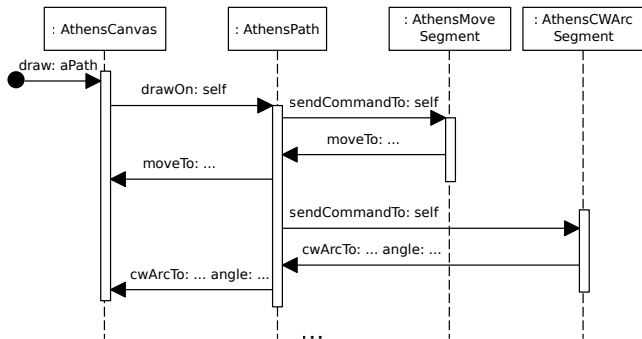 : AthensCanvas
: AthensPath
: AthensMove
Segment
: AthensCWArc
Segment
draw: aPath
drawOn: self
sendCommandTo: self
moveTo: ...
moveTo: ...
sendCommandTo: self
cwArcTo: ... angle: ...
cwArcTo: ... angle: ...
...